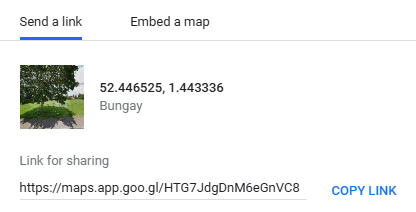 Send a link
Embed a map
52.446525, 1.443336
Bungay
Link for sharing
https://maps.app.goo.gl/HTG7JdgDnM6eGnVC8
COPY LINK